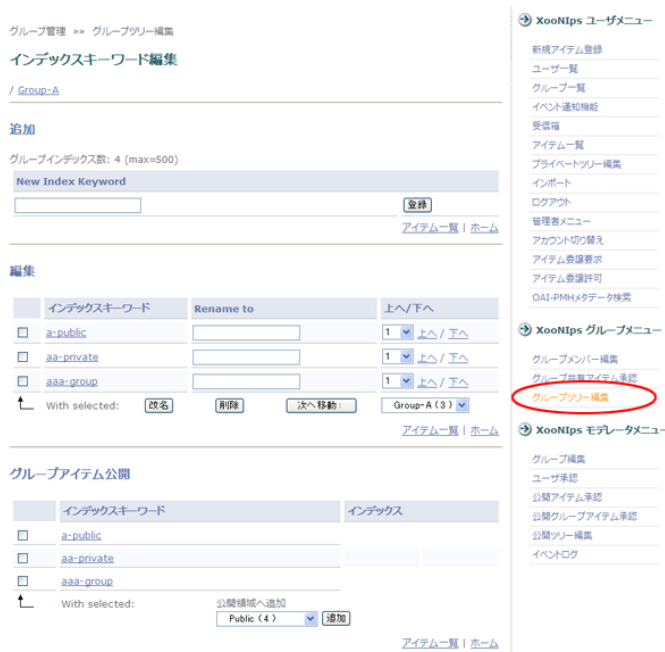 グループ管理 »» グループツリー編集
インデックスキーワード編集
/ Group-A
追加
グループインデックス数: 4 (max=500)
New Index Keyword
登録
アイテム一覧 | ホーム
編集
インデックスキーワード Rename to 上へ/下へ
a-public 1 上へ / 下へ
aa-private 1 上へ / 下へ
aaa-group 1 上へ / 下へ
With selected: 改名 削除 次へ移動: Group-A ( 3 )
アイテム一覧 | ホーム
グループアイテム公開
インデックスキーワード インデックス
a-public
aa-private
aaa-group
With selected: 公開領域へ追加
Public ( 4 ) 追加
アイテム一覧 | ホーム
XooNIps ユーザメニュー
新規アイテム登録
ユーザ一覧
グループ一覧
イベント通知機能
受信箱
アイテム一覧
プライベートツリー編集
インポート
ログアウト
管理者メニュー
アカウント切り替え
アイテム委譲要求
アイテム委譲許可
OAI-PMHメタデータ検索
XooNIps グループメニュー
グループメンバー編集
グループ共有アイテム承認
グループツリー編集
XooNIps モデレータメニュー
グループ編集
ユーザ承認
公開アイテム承認
公開グループアイテム承認
公開ツリー編集
イベントログ